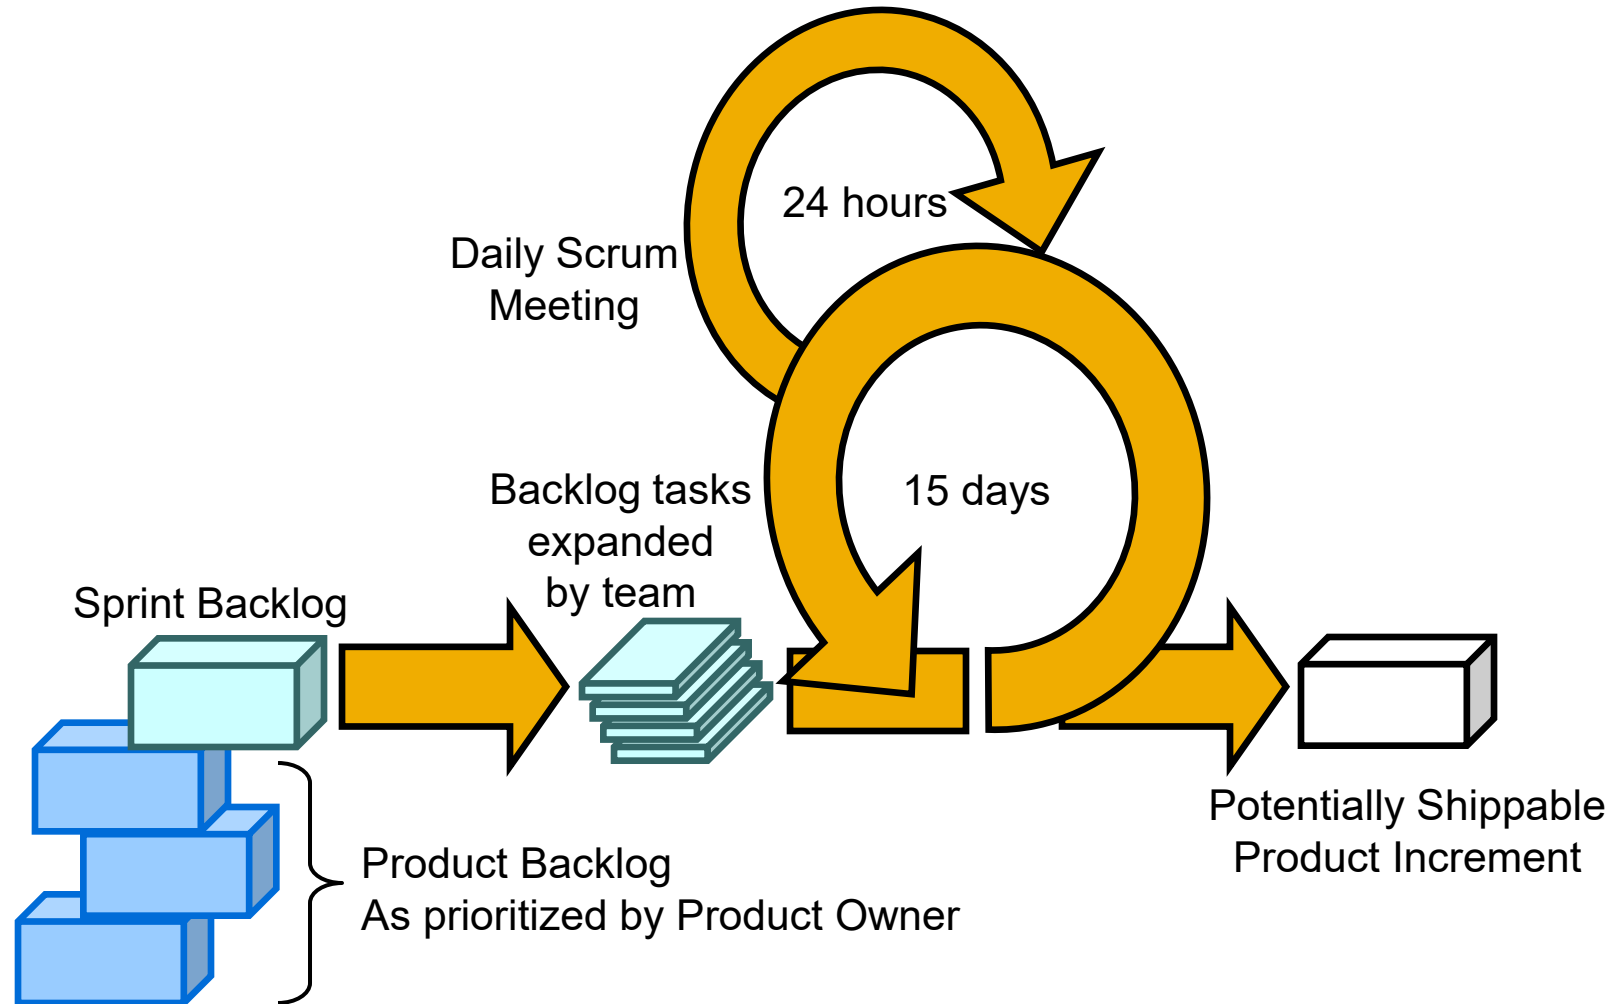 24 hours
Daily Scrum
Meeting
Backlog tasks
expanded
by team
15 days
Sprint Backlog
Potentially Shippable
Product Increment
Product Backlog
As prioritized by Product Owner